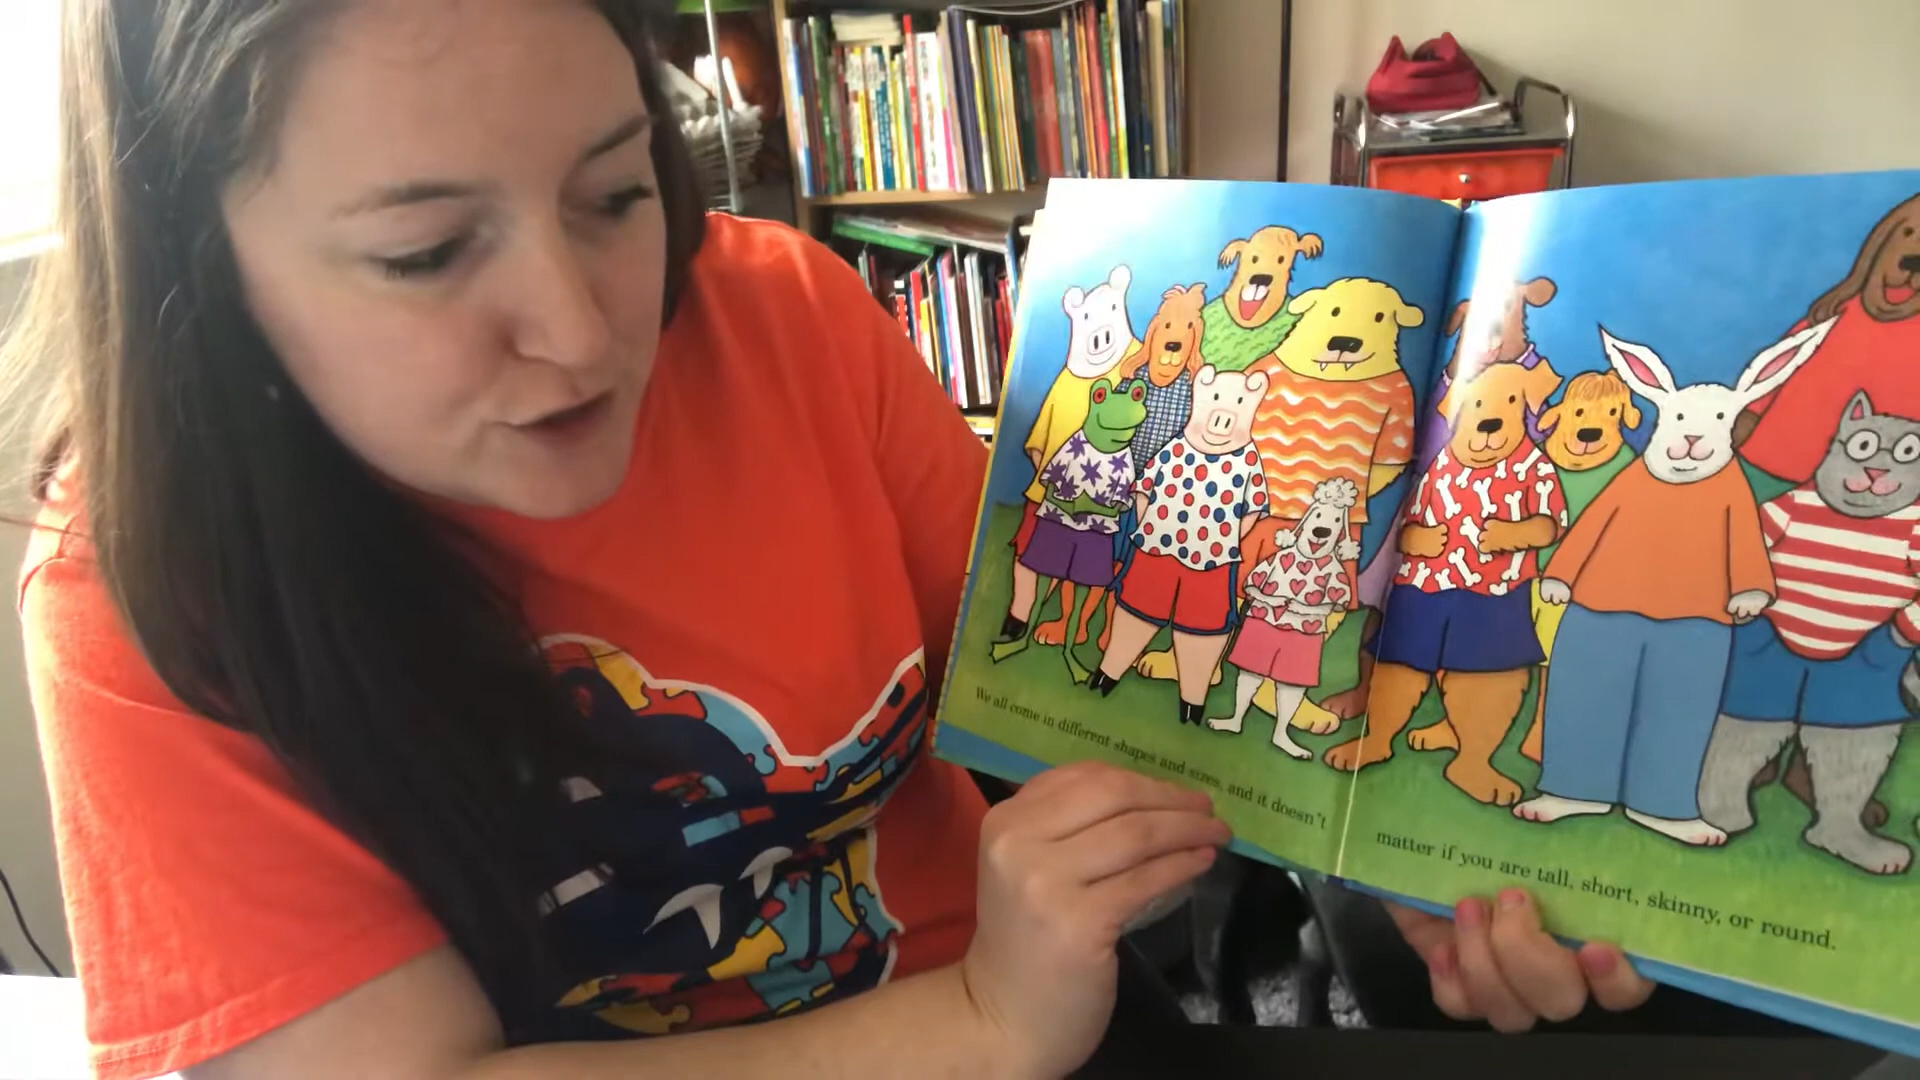 We all come in different shapes and sizes, and it doesn't
matter if you are tall, short, skinny, or round.